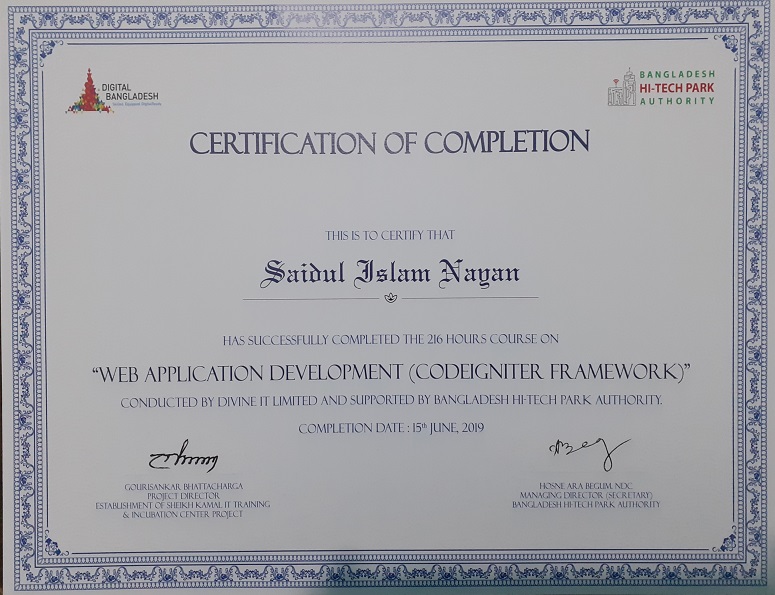 DIGITAL
BANGLADESH
BANGLADESH
HI-TECH PARK
AUTHORITY
CERTIFICATION OF COMPLETION
THIS IS TO CERTIFY THAT
Saidul Islam Nayan
HAS SUCCESSFULLY COMPLETED THE 216 HOURS COURSE ON
"WEB APPLICATION DEVELOPMENT (CODEIGNITER FRAMEWORK)"
CONDUCTED BY DIVINE IT LIMITED AND SUPPORTED BY BANGLADESH HI-TECH PARK AUTHORITY.
COMPLETION DATE : 15th JUNE, 2019
GOURISANKAR BHATTACHARGA
PROJECT DIRECTOR
ESTABLISHMENT OF SHEIKH KAMAL IT TRAINING
& INCUBATION CENTER PROJECT
HOSNE ARA BEGUM, NDC
MANAGING DIRECTOR (SECRETARY)
BANGLADESH HI-TECH PARK AUTHORITY